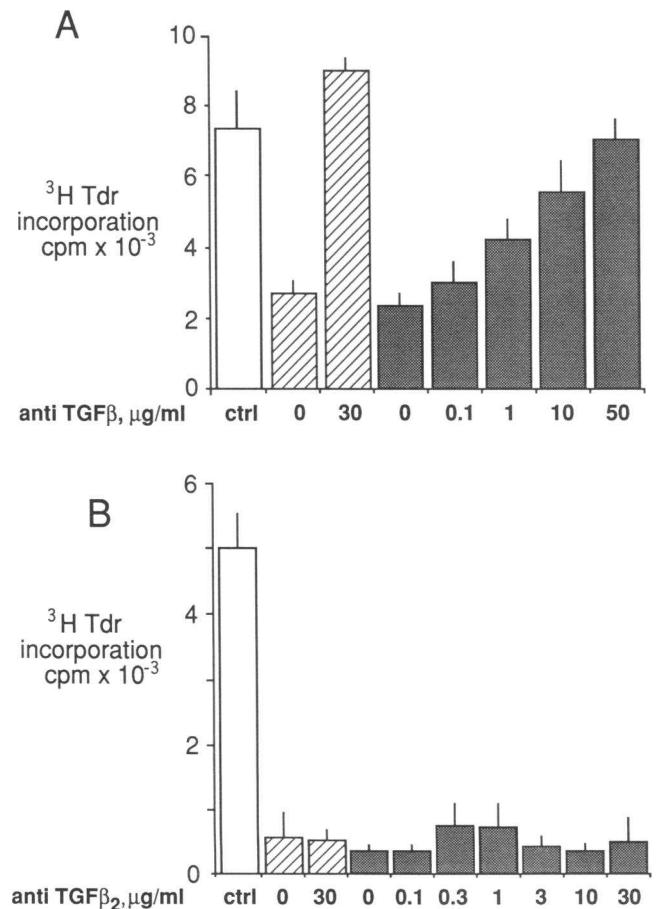 A
10
8
6
4
2
0
³H Tdr
incorporation
cpm x 10⁻³
anti TGFβ, µg/ml ctrl 0 30 0 0.1 1 10 50
B
6
4
2
0
³H Tdr
incorporation
cpm x 10⁻³
anti TGFβ₂,µg/ml ctrl 0 30 0 0.1 0.3 1 3 10 30